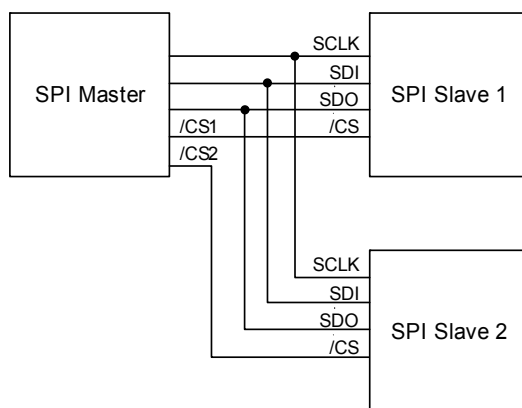 SCLK
SDI
SPI Master
SDO
SPI Slave 1
/CS1
/CS
/CS2
SCLK
SDI
SDO
SPI Slave 2
/CS